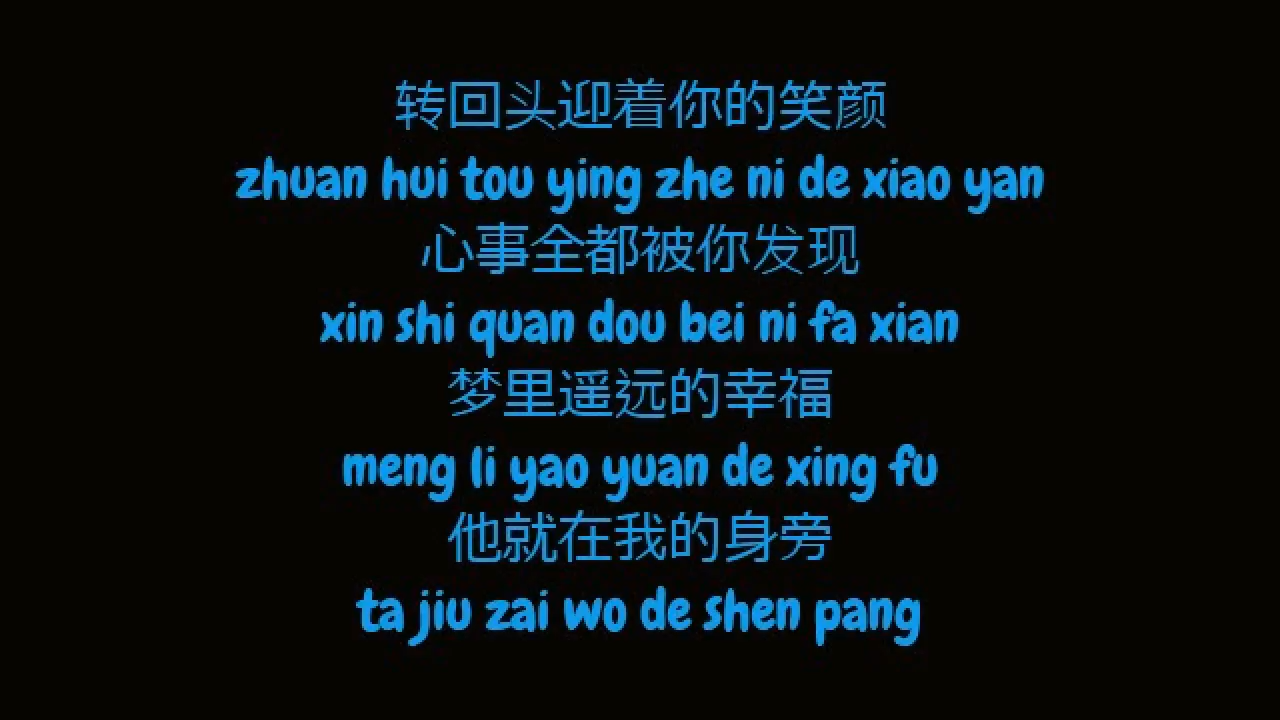 转回头迎着你的笑颜
zhuan hui tou ying zhe ni de xiao yan
心事全都被你发现
xin shi quan dou bei ni fa xian
梦里遥远的幸福
meng li yao yuan de xing fu
他就在我的身旁
ta jiu zai wo de shen pang